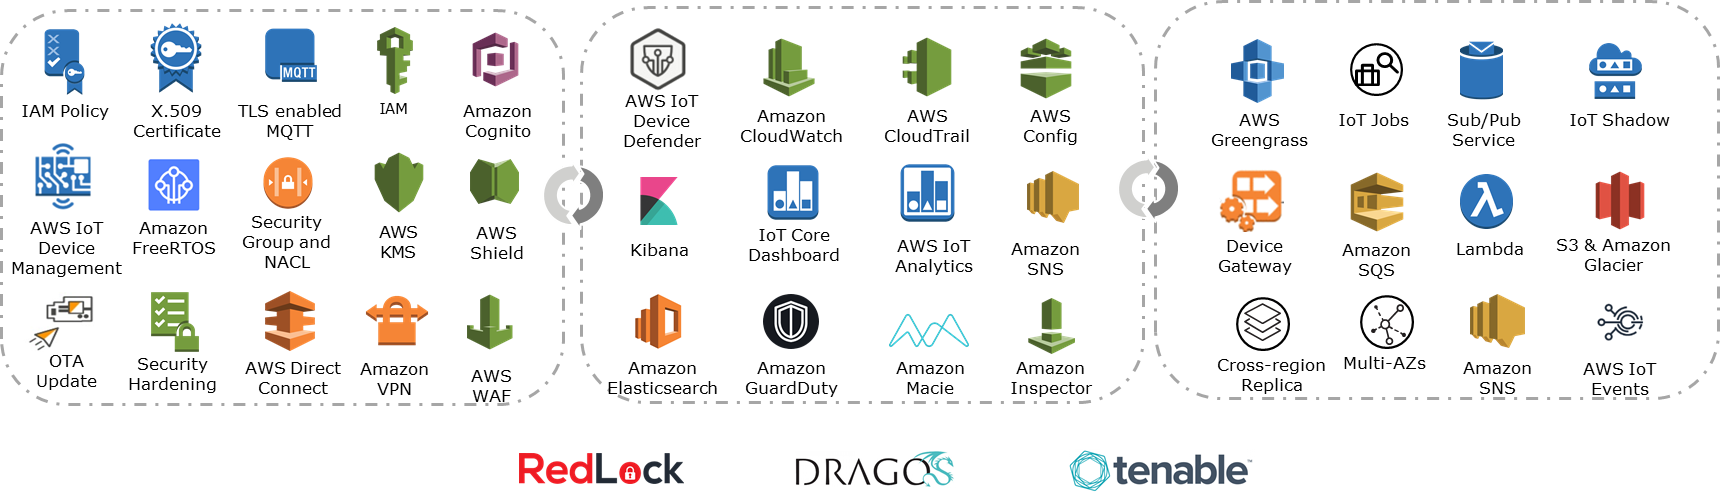 IAM Policy
X.509
Certificate
MQTT
TLS enabled
MQTT
IAM
Amazon
Cognito
AWS IoT
Device
Management
Amazon
FreeRTOS
Security
Group and
NACL
AWS
KMS
AWS
Shield
OTA
Update
Security
Hardening
AWS Direct
Connect
Amazon
VPN
AWS
WAF
AWS IoT
Device
Defender
Amazon
CloudWatch
AWS
CloudTrail
AWS
Config
Kibana
IoT Core
Dashboard
AWS IoT
Analytics
Amazon
SNS
Amazon
Elasticsearch
Amazon
GuardDuty
Amazon
Macie
Amazon
Inspector
AWS
Greengrass
IoT Jobs
Sub/Pub
Service
IoT Shadow
Device
Gateway
Amazon
SQS
Lambda
S3 & Amazon
Glacier
Cross-region
Replica
Multi-AZs
Amazon
SNS
AWS IoT
Events
RedLock
DRAGOS
tenable™